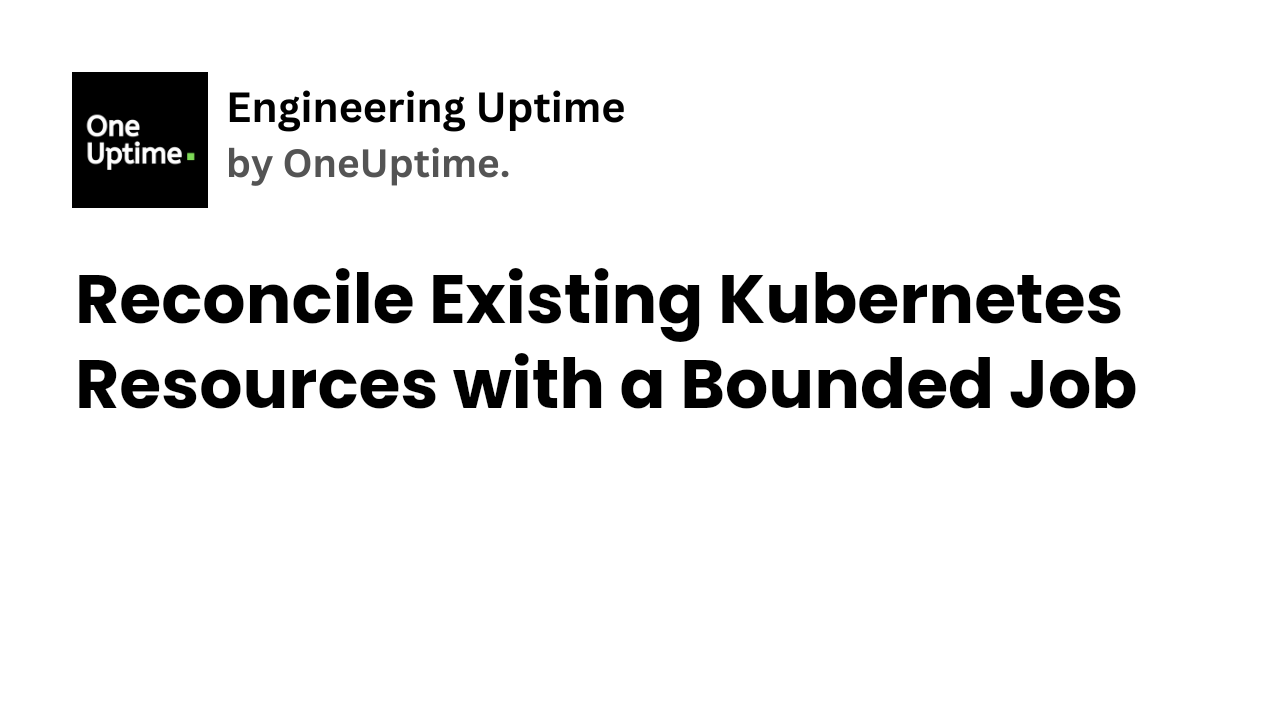 One
Uptime
Engineering Uptime
by OneUptime.
Reconcile Existing Kubernetes
Resources with a Bounded Job